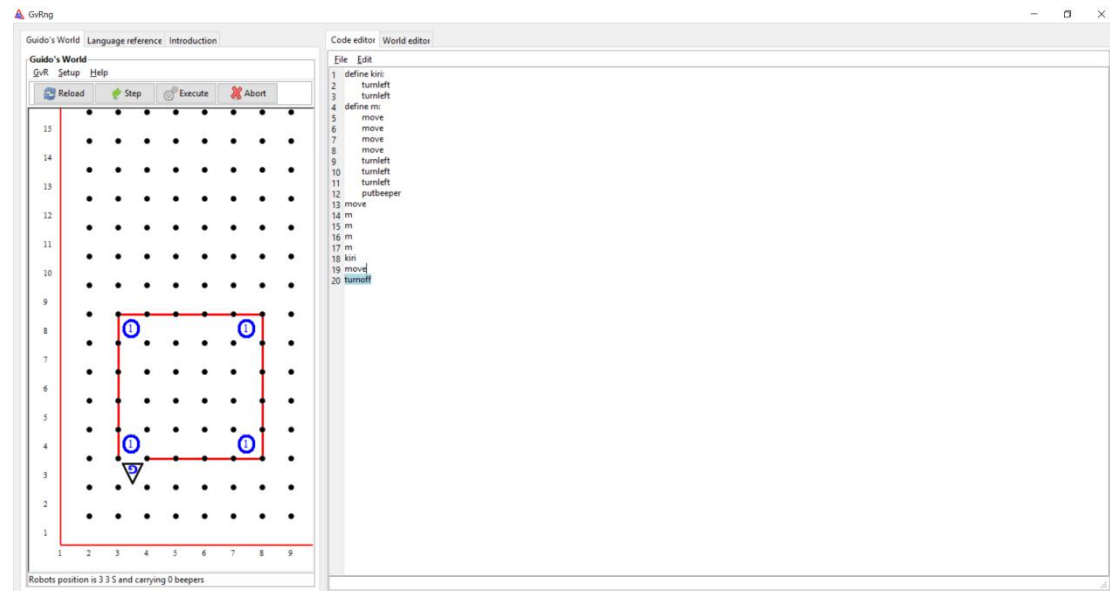 GvRng
Guido's World Language reference Introduction
Guido's World
GvR Setup Help
Reload Step Execute Abort
15
14
13
12
11
10
9
8
7
6
5
4
3
2
1
1 1
1 1
1 2 3 4 5 6 7 8 9
Robots position is 3 3 S and carrying 0 beepers
Code editor World editor
File Edit
1 define kiri:
2 turnleft
3 turnleft
4 define m:
5 move
6 move
7 move
8 move
9 turnleft
10 turnleft
11 turnleft
12 putbeeper
13 move
14 m
15 m
16 m
17 m
18 kiri
19 move
20 turnoff